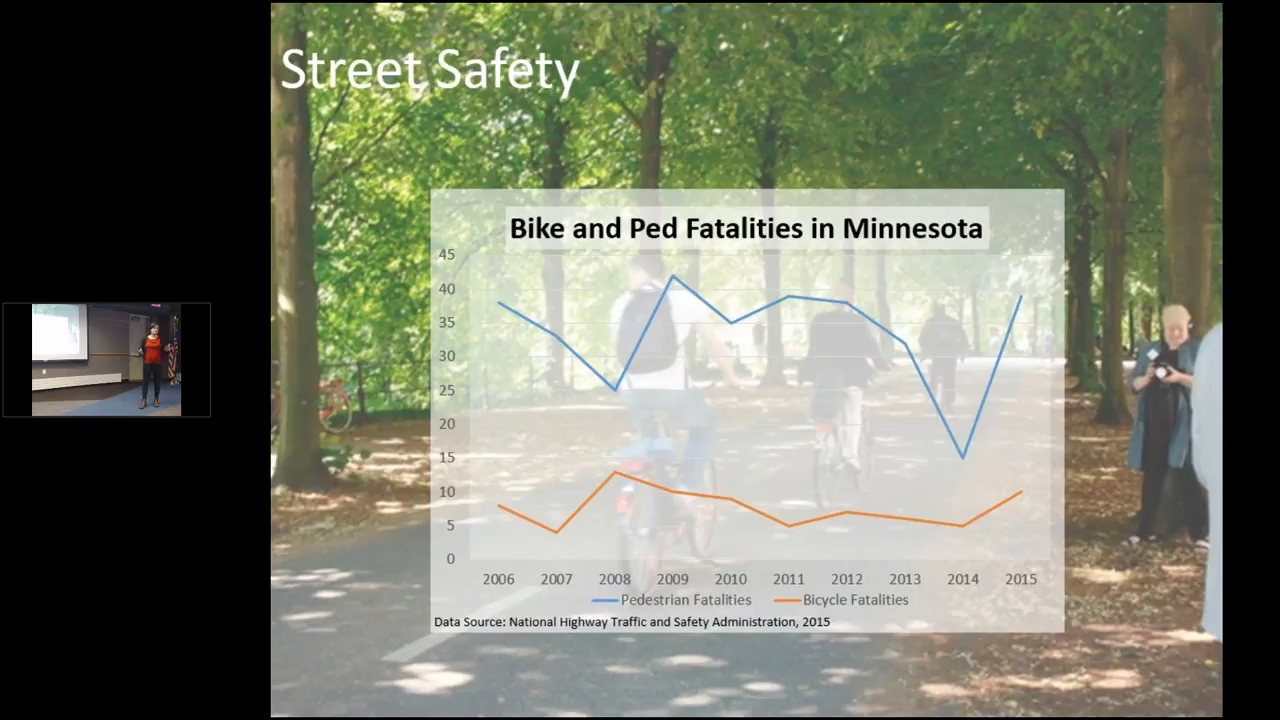 Street Safety
Bike and Ped Fatalities in Minnesota
45
40
35
30
25
20
15
10
5
0
2006 2007 2008 2009 2010 2011 2012 2013 2014 2015
Pedestrian Fatalities Bicycle Fatalities
Data Source: National Highway Traffic and Safety Administration, 2015